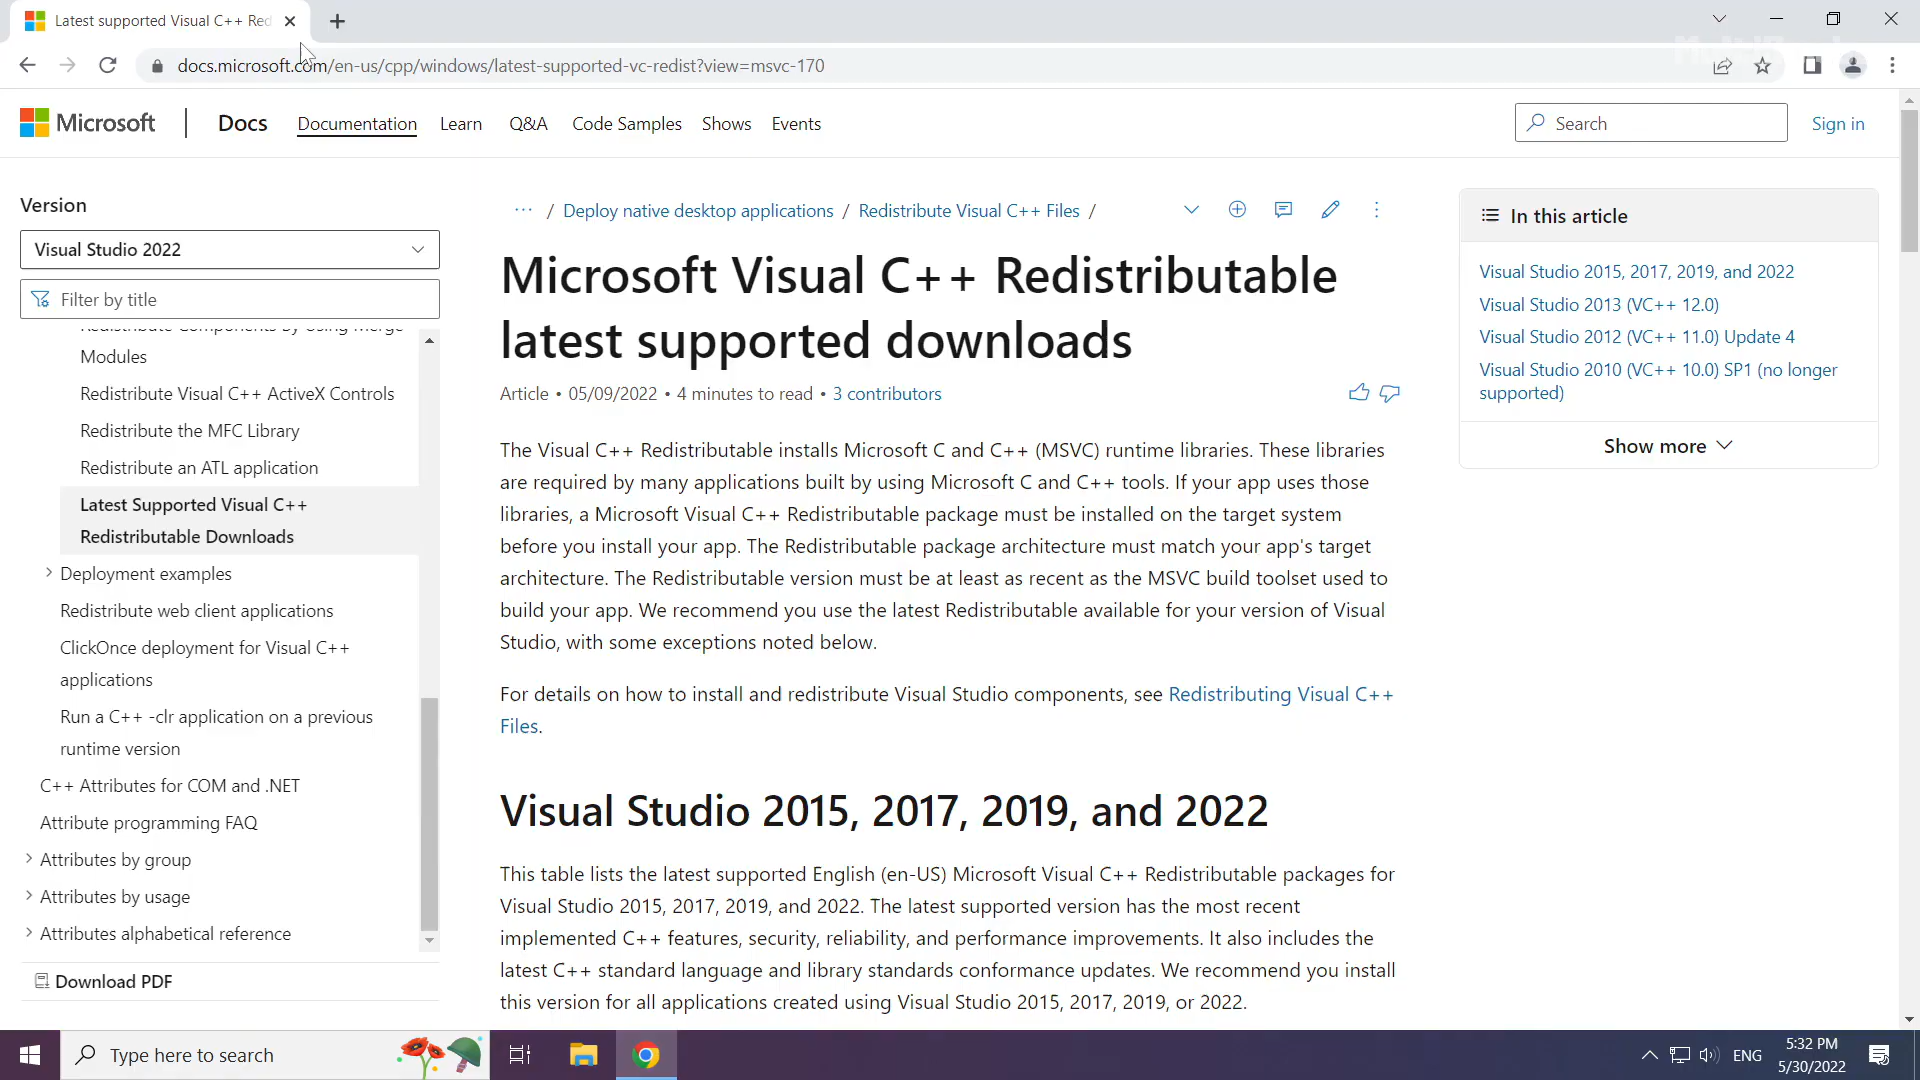 Latest supported Visual C++ Red
docs.microsoft.com/en-us/cpp/windows/latest-supported-vc-redist?view=msvc-170
Microsoft
Docs
Documentation
Learn
Q&A
Code Samples
Shows
Events
Search
Sign in
Version
Visual Studio 2022
Filter by title
Redistribute Components By Using Merge
Modules
Redistribute Visual C++ ActiveX Controls
Redistribute the MFC Library
Redistribute an ATL application
Latest Supported Visual C++
Redistributable Downloads
Deployment examples
Redistribute web client applications
ClickOnce deployment for Visual C++
applications
Run a C++ -clr application on a previous
runtime version
C++ Attributes for COM and .NET
Attribute programming FAQ
Attributes by group
Attributes by usage
Attributes alphabetical reference
Download PDF
··· / Deploy native desktop applications / Redistribute Visual C++ Files /
Microsoft Visual C++ Redistributable
latest supported downloads
Article • 05/09/2022 • 4 minutes to read • 3 contributors
The Visual C++ Redistributable installs Microsoft C and C++ (MSVC) runtime libraries. These libraries
are required by many applications built by using Microsoft C and C++ tools. If your app uses those
libraries, a Microsoft Visual C++ Redistributable package must be installed on the target system
before you install your app. The Redistributable package architecture must match your app's target
architecture. The Redistributable version must be at least as recent as the MSVC build toolset used to
build your app. We recommend you use the latest Redistributable available for your version of Visual
Studio, with some exceptions noted below.
For details on how to install and redistribute Visual Studio components, see Redistributing Visual C++
Files.
Visual Studio 2015, 2017, 2019, and 2022
This table lists the latest supported English (en-US) Microsoft Visual C++ Redistributable packages for
Visual Studio 2015, 2017, 2019, and 2022. The latest supported version has the most recent
implemented C++ features, security, reliability, and performance improvements. It also includes the
latest C++ standard language and library standards conformance updates. We recommend you install
this version for all applications created using Visual Studio 2015, 2017, 2019, or 2022.
In this article
Visual Studio 2015, 2017, 2019, and 2022
Visual Studio 2013 (VC++ 12.0)
Visual Studio 2012 (VC++ 11.0) Update 4
Visual Studio 2010 (VC++ 10.0) SP1 (no longer
supported)
Show more
Type here to search
ENG
5:32 PM
5/30/2022